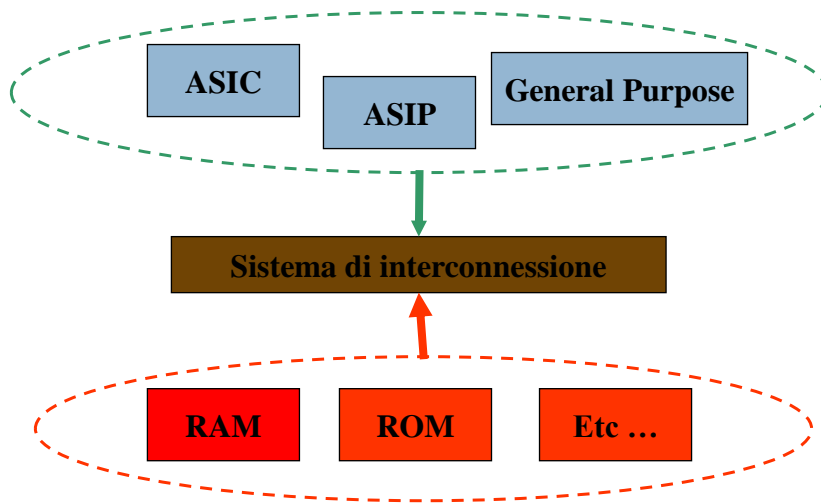 ASIC
ASIP
General Purpose
Sistema di interconnessione
RAM
ROM
Etc …